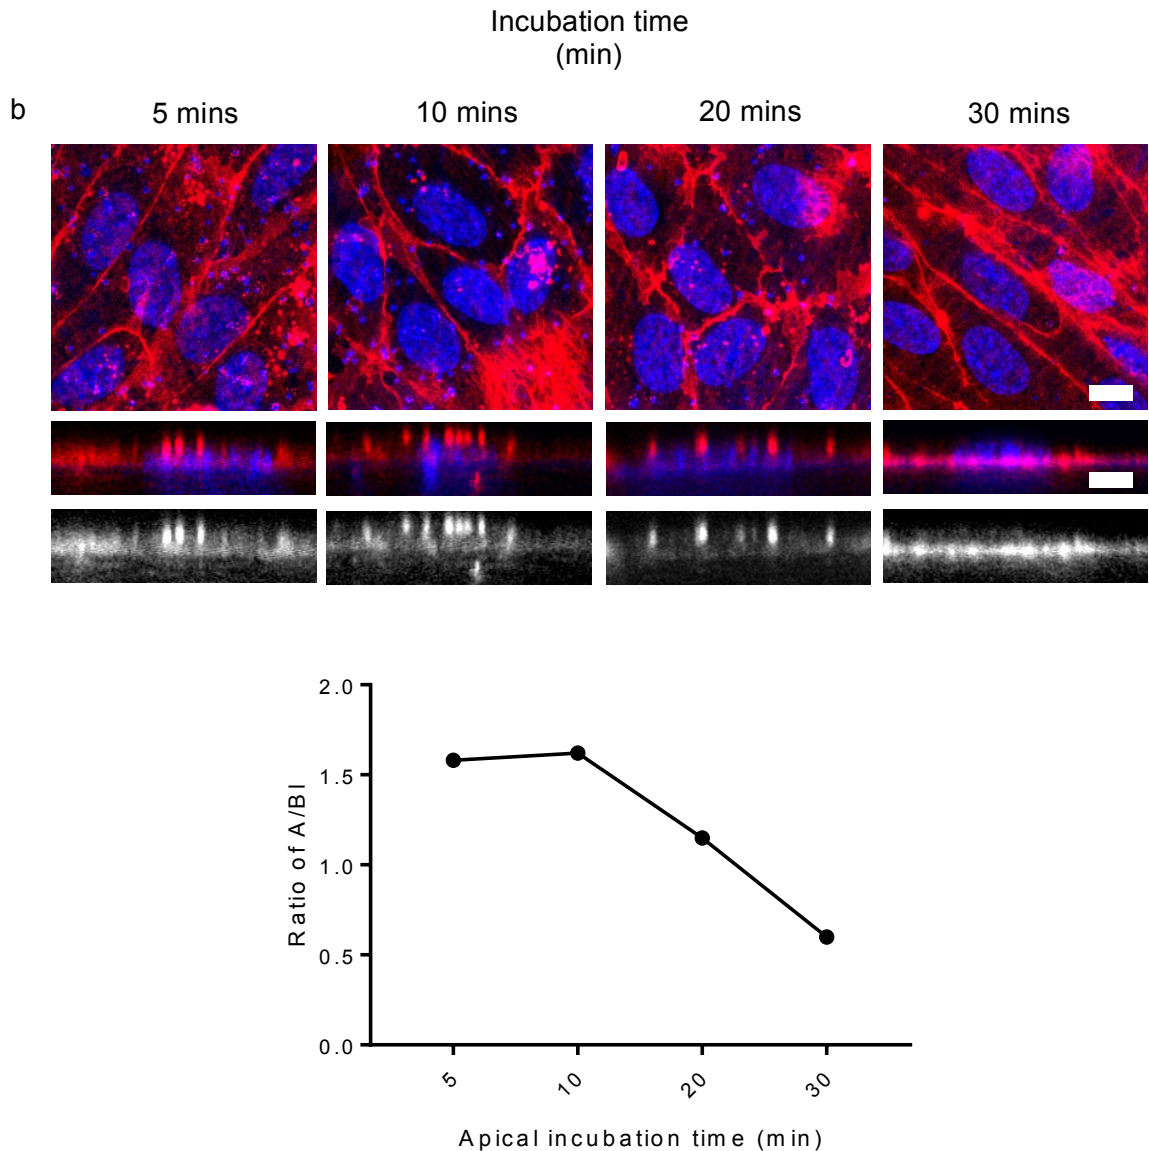 Incubation time
(min)
b
5 mins
10 mins
20 mins
30 mins
2.0
1.5
1.0
0.5
0.0
Ratio of A/Bl
5
10
20
30
Apical incubation time (min)